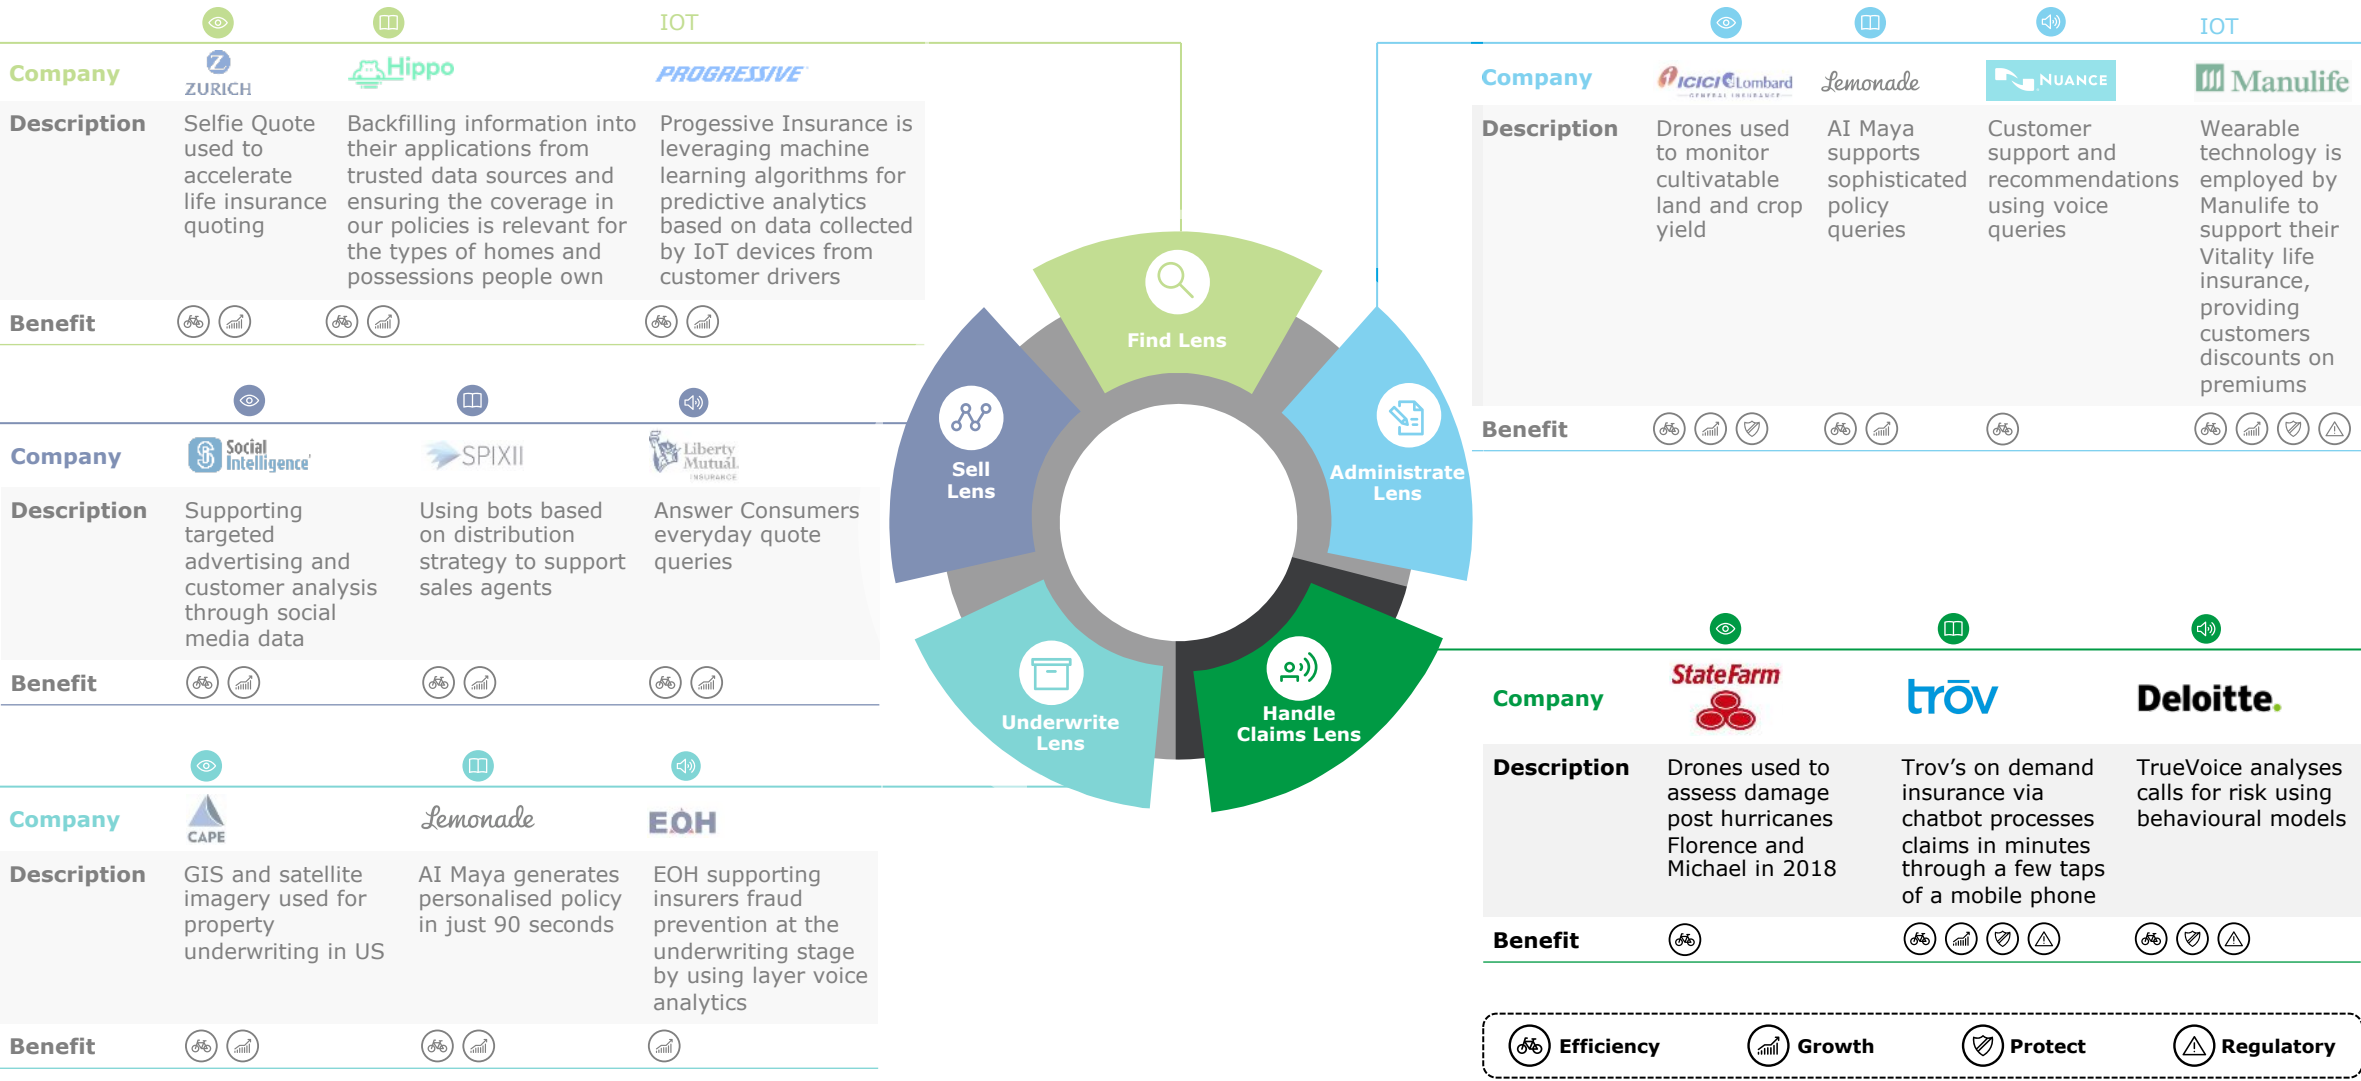 IOT
Company
ZURICH
Hippo
PROGRESSIVE
Description
Selfie Quote
used to
accelerate
life insurance
quoting
Backfilling information into
their applications from
trusted data sources and
ensuring the coverage in
our policies is relevant for
the types of homes and
possessions people own
Progessive Insurance is
leveraging machine
learning algorithms for
predictive analytics
based on data collected
by IoT devices from
customer drivers
Benefit
Company
Social
Intelligence
SPIXII
Liberty
Mutual
INSURANCE
Description
Supporting
targeted
advertising and
customer analysis
through social
media data
Using bots based
on distribution
strategy to support
sales agents
Answer Consumers
everyday quote
queries
Benefit
Company
CAPE
Lemonade
EOH
Description
GIS and satellite
imagery used for
property
underwriting in US
AI Maya generates
personalised policy
in just 90 seconds
EOH supporting
insurers fraud
prevention at the
underwriting stage
by using layer voice
analytics
Benefit
Find Lens
Sell
Lens
Administrate
Lens
Underwrite
Lens
Handle
Claims Lens
IOT
Company
ICICI Lombard
GENERAL INSURANCE
Lemonade
NUANCE
Manulife
Description
Drones used
to monitor
cultivatable
land and crop
yield
AI Maya
supports
sophisticated
policy
queries
Customer
support and
recommendations
using voice
queries
Wearable
technology is
employed by
Manulife to
support their
Vitality life
insurance,
providing
customers
discounts on
premiums
Benefit
Company
State Farm
trōv
Deloitte.
Description
Drones used to
assess damage
post hurricanes
Florence and
Michael in 2018
Trov’s on demand
insurance via
chatbot processes
claims in minutes
through a few taps
of a mobile phone
TrueVoice analyses
calls for risk using
behavioural models
Benefit
Efficiency
Growth
Protect
Regulatory